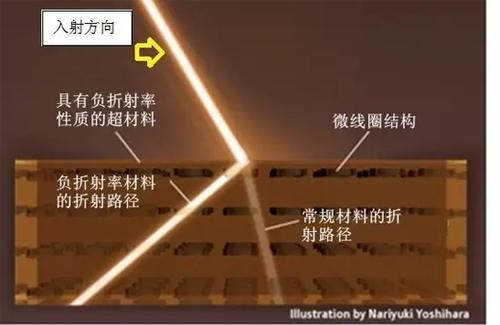 入射方向
具有负折射率
性质的超材料
微线圈结构
负折射率材料
的折射路径
常规材料的折
射路径
Illustration by Nariyuki Yoshihara